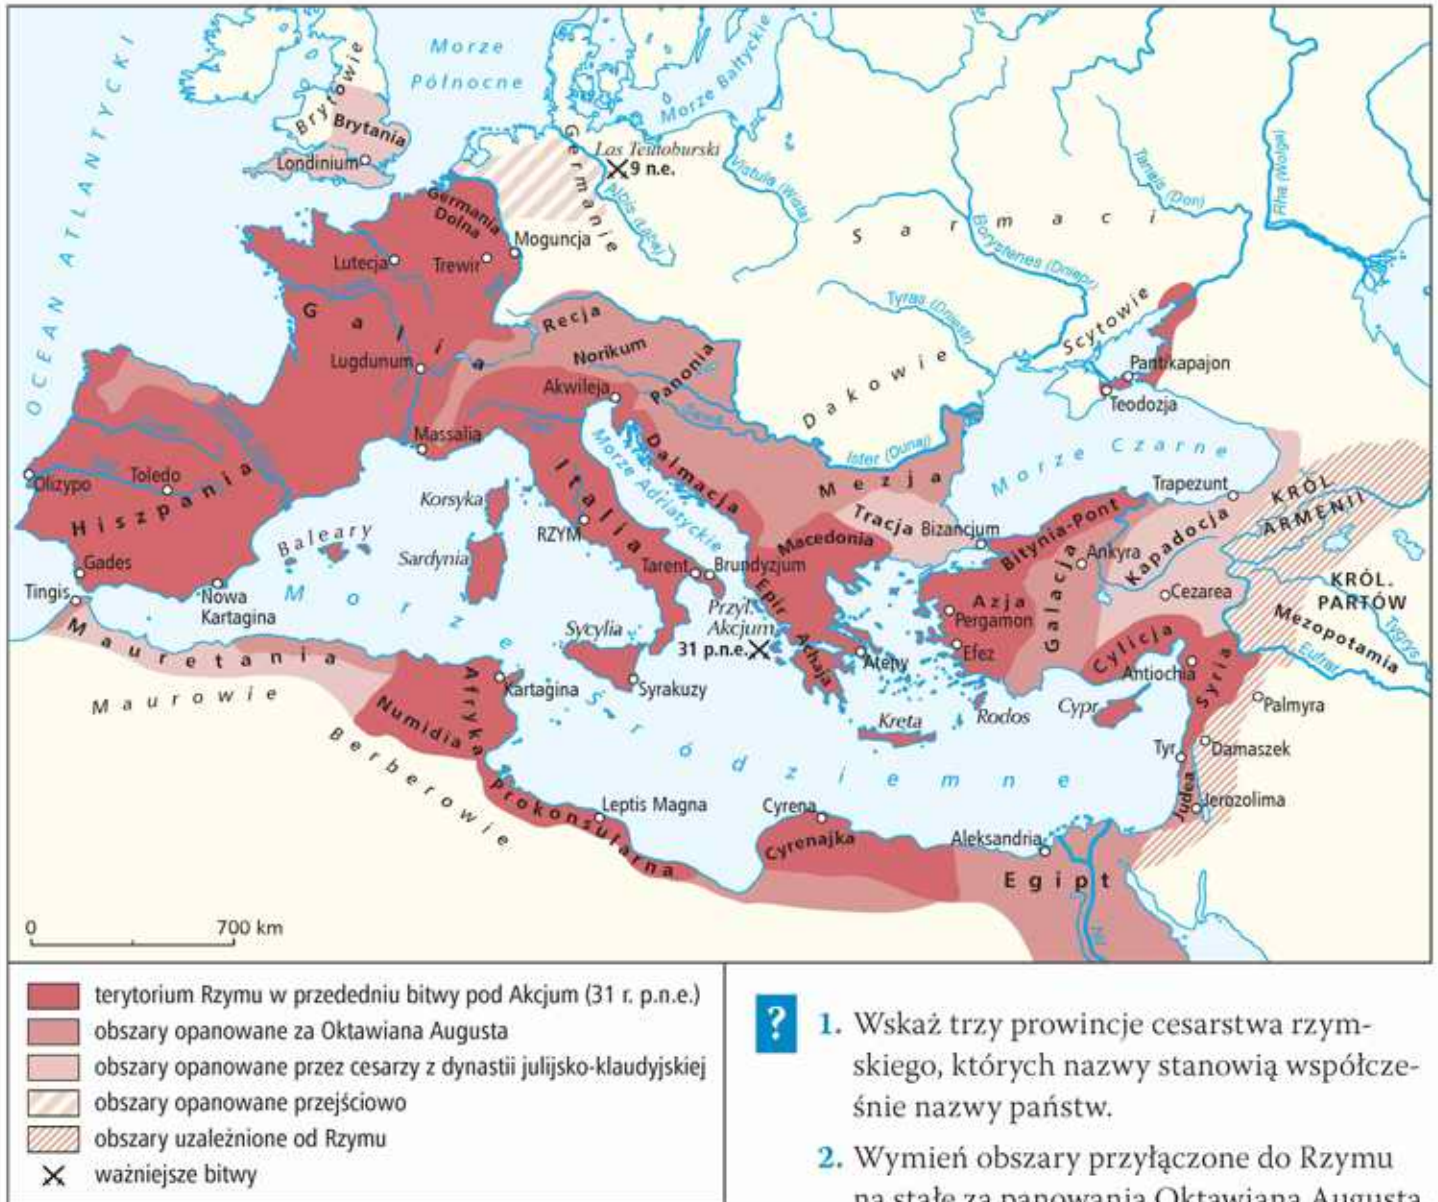 OCEAN ATLANTYCKI
Morze
Północne
Morze Bałtyckie
Brytowie
Brytania
Londinium
Germanie
Las Teutoburski
9 n.e.
Albis (Łaba)
Vistula (Wisła)
Tanais (Don)
Rha (Wołga)
Sarmaci
Borystenes (Dniepr)
Tyras (Dniestr)
Germania
Dolna
Moguncja
Lutecja
Trewir
Galia
Lugdunum
Recja
Norikum
Panonia
Akwileja
Sawa
Dakowie
Scytowie
Pantikapajon
Teodozja
Morze Czarne
Ister (Dunaj)
Massalia
Dalmacja
Mezja
Trapezunt
KRÓL.
ARMENII
Olizypo
Toledo
Hiszpania
Korsyka
Italia
Morze Adriatyckie
Tracja
Bizancjum
Bitynia-Pont
Kapadocja
Baleary
RZYM
Macedonia
Ankyra
Gades
Sardynia
Tarent
Brundyzjum
Epir
Galacja
Cezarea
KRÓL.
PARTÓW
Tingis
Nowa
Kartagina
Azja
Pergamon
Mezopotamia
Tygrys
Eufrat
Przyl.
Akcjum
31 p.n.e.
Sycylia
Achaja
Ateny
Efez
Cylicja
Antiochia
Syria
Mauretania
Maurowie
Kartagina
Syrakuzy
Afryka
Numidia
Kreta
Rodos
Cypr
Palmyra
Berberowie
Morze Śródziemne
Tyr
Damaszek
prokonsularna
Leptis Magna
Cyrena
Cyrenajka
Judea
Jerozolima
Aleksandria
Egipt
Nil
0 700 km
terytorium Rzymu w przededniu bitwy pod Akcjum (31 r. p.n.e.)
obszary opanowane za Oktawiana Augusta
obszary opanowane przez cesarzy z dynastii julijsko-klaudyjskiej
obszary opanowane przejściowo
obszary uzależnione od Rzymu
ważniejsze bitwy
?
1. Wskaż trzy prowincje cesarstwa rzym-
skiego, których nazwy stanowią współcze-
śnie nazwy państw.
2. Wymień obszary przyłączone do Rzymu
na stałe za panowania Oktawiana Augusta